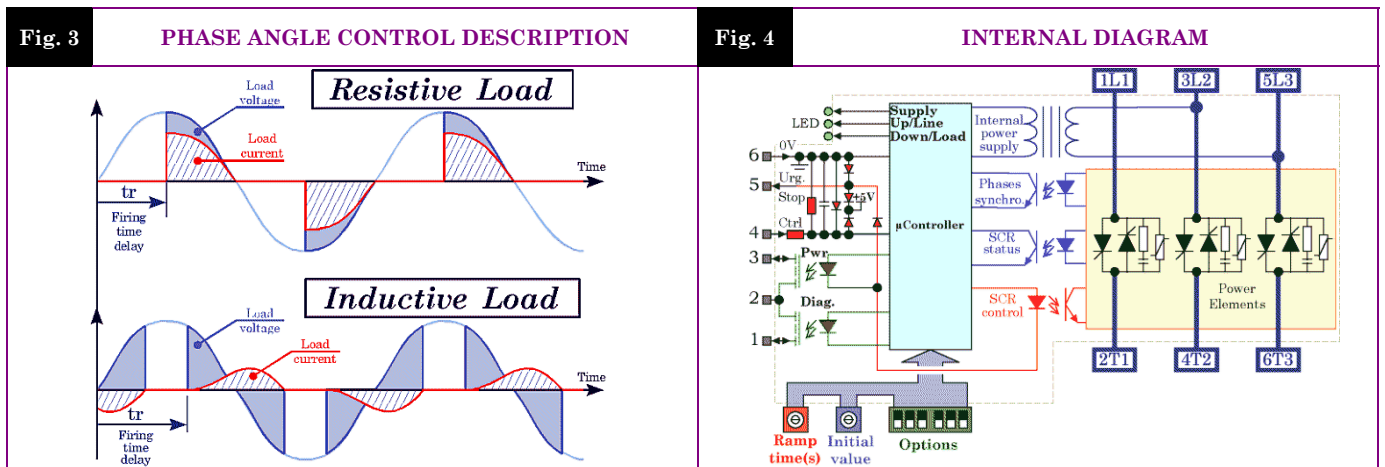 Fig. 3
PHASE ANGLE CONTROL DESCRIPTION
Load
voltage
Resistive Load
Load
current
Time
tr
Firing
time
delay
Inductive Load
Load
voltage
Load
current
Time
tr
Firing
time
delay
Fig. 4
INTERNAL DIAGRAM
1L1
3L2
5L3
Supply
LED
Up/Line
Down/Load
Internal
power
supply
6
0V
5
Urg.
Stop
+5V
4
Ctrl
µController
Phases
synchro.
SCR
status
3
Pwr
2
Diag.
1
SCR
control
Power
Elements
2T1
4T2
6T3
Ramp
time(s)
Initial
value
Options